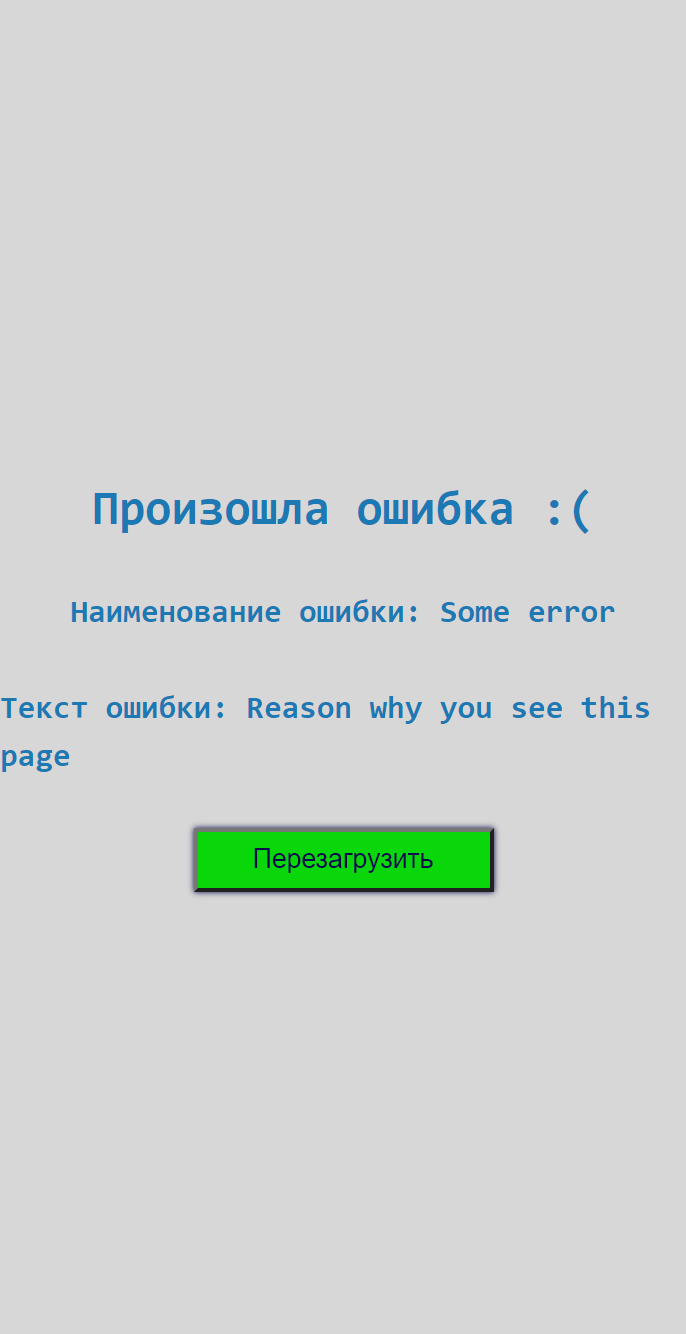 Произошла ошибка :(
Наименование ошибки: Some error
Текст ошибки: Reason why you see this
page
Перезагрузить